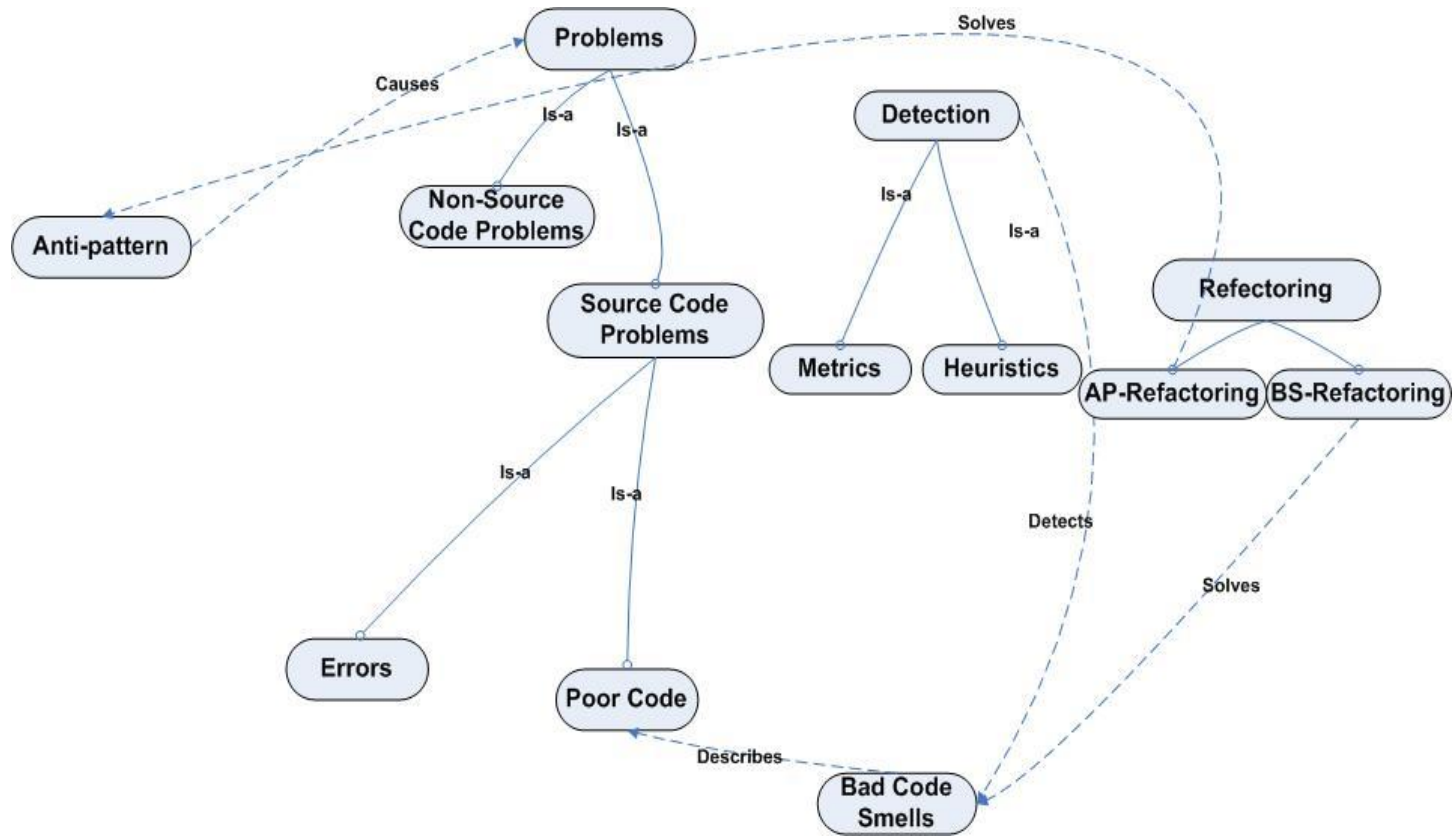 Solves
Problems
Causes
Is-a
Is-a
Detection
Is-a
Non-Source
Code Problems
Is-a
Anti-pattern
Source Code
Problems
Refectoring
Metrics
Heuristics
AP-Refactoring
BS-Refactoring
Is-a
Is-a
Detects
Solves
Errors
Poor Code
Describes
Bad Code
Smells